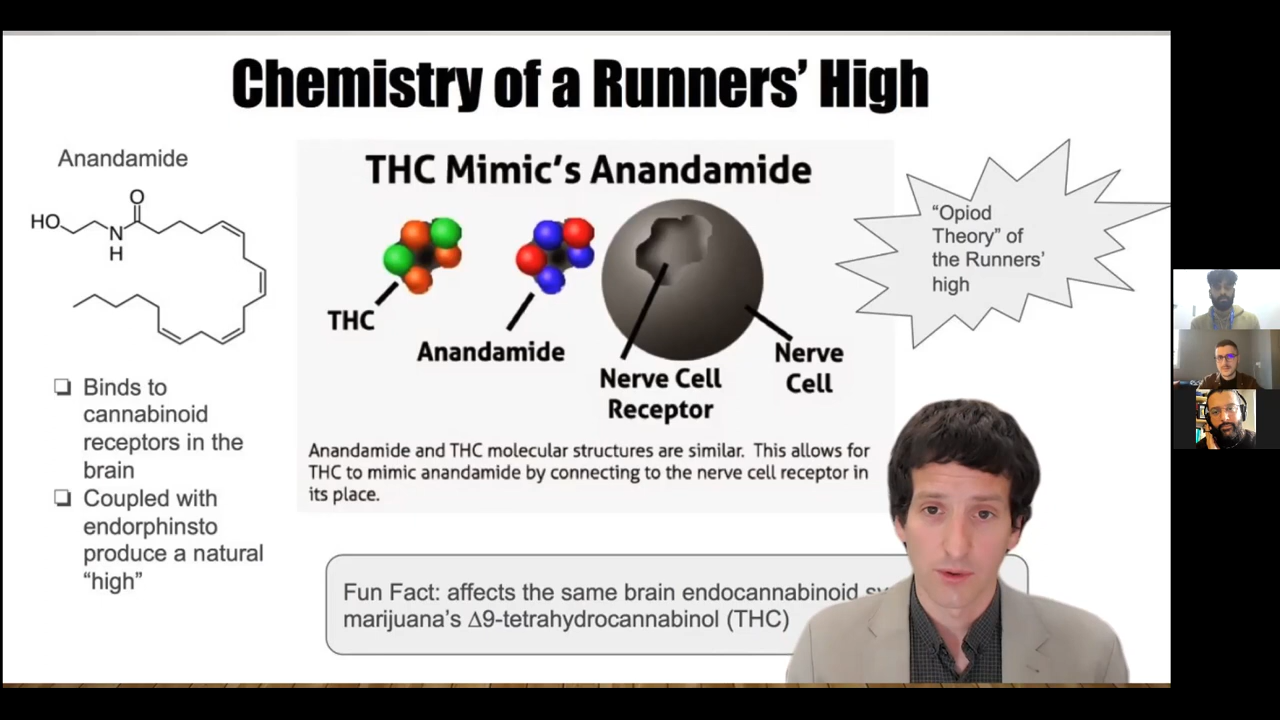 Chemistry of a Runners’ High
Anandamide
O
HO
N
H
Binds to
cannabinoid
receptors in the
brain
Coupled with
endorphinsto
produce a natural
“high”
THC Mimic's Anandamide
THC
Anandamide
Nerve Cell
Receptor
Nerve
Cell
Anandamide and THC molecular structures are similar. This allows for
THC to mimic anandamide by connecting to the nerve cell receptor in
its place.
“Opiod
Theory” of
the Runners’
high
Fun Fact: affects the same brain endocannabinoid
marijuana’s Δ9-tetrahydrocannabinol (THC)